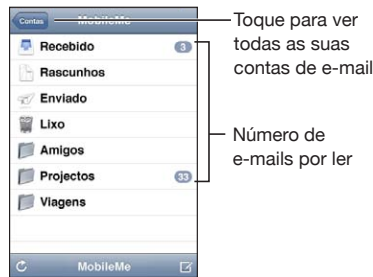 Contas
MobileMe
Recebido 3
Rascunhos
Enviado
Lixo
Amigos
Projectos 33
Viagens
MobileMe
Toque para ver
todas as suas
contas de e-mail
Número de
e-mails por ler